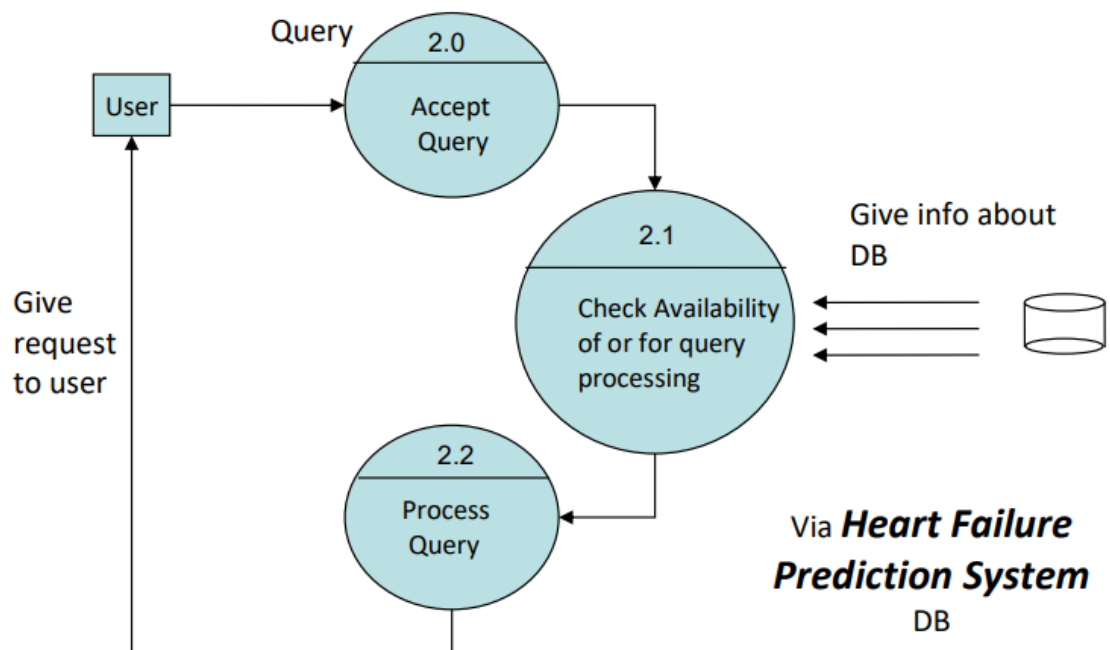 Query
2.0
User
Accept
Query
2.1
Give info about
DB
Check Availability
of or for query
processing
Give
request
to user
2.2
Process
Query
Via Heart Failure
Prediction System
DB